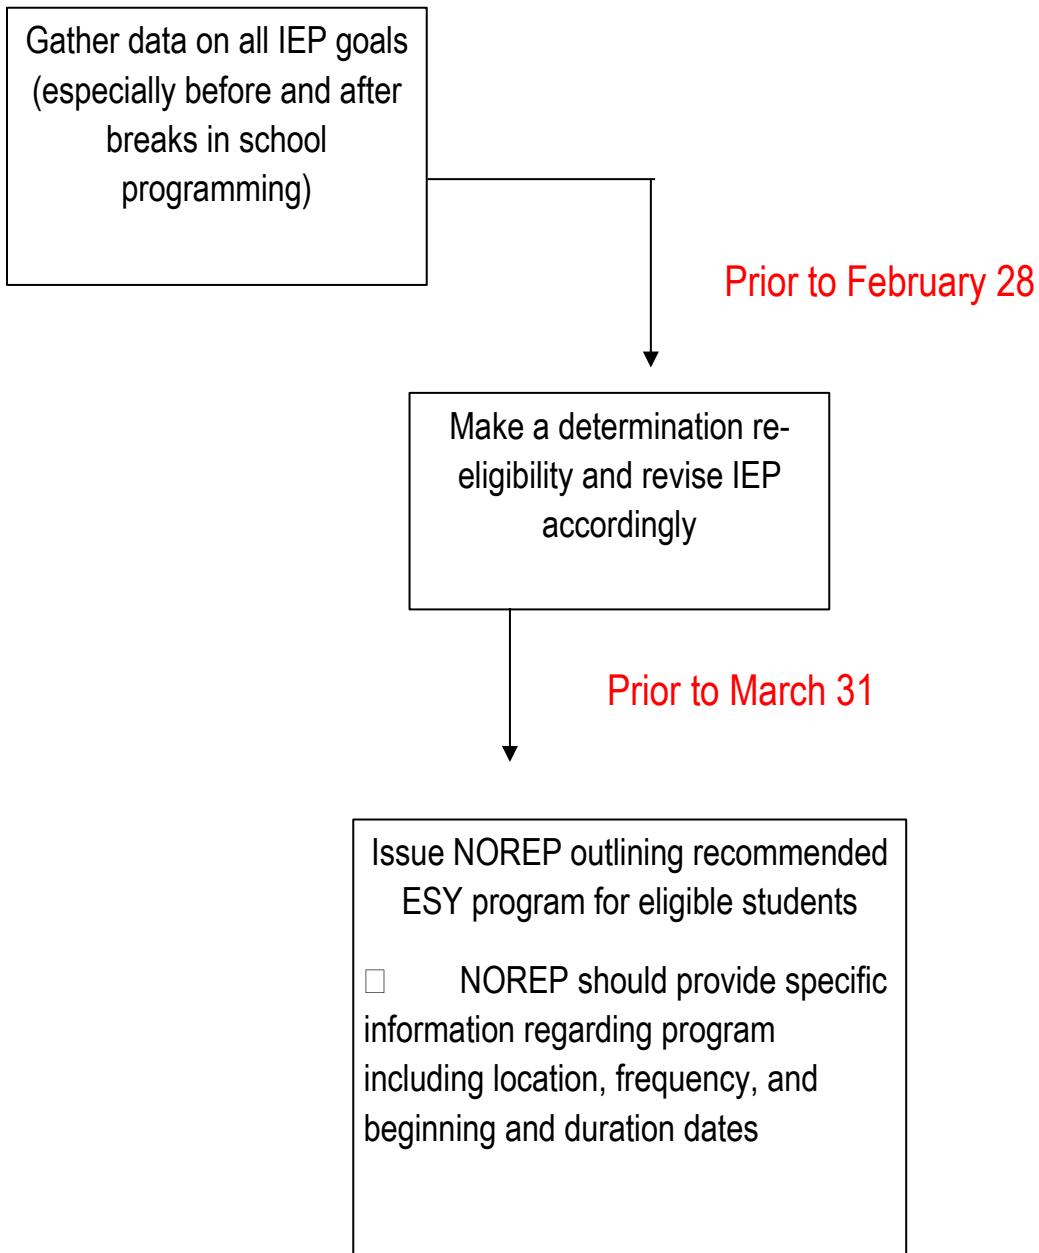 Gather data on all IEP goals
(especially before and after
breaks in school
programming)
Prior to February 28
Make a determination re-
eligibility and revise IEP
accordingly
Prior to March 31
Issue NOREP outlining recommended
ESY program for eligible students
□ NOREP should provide specific
information regarding program
including location, frequency, and
beginning and duration dates